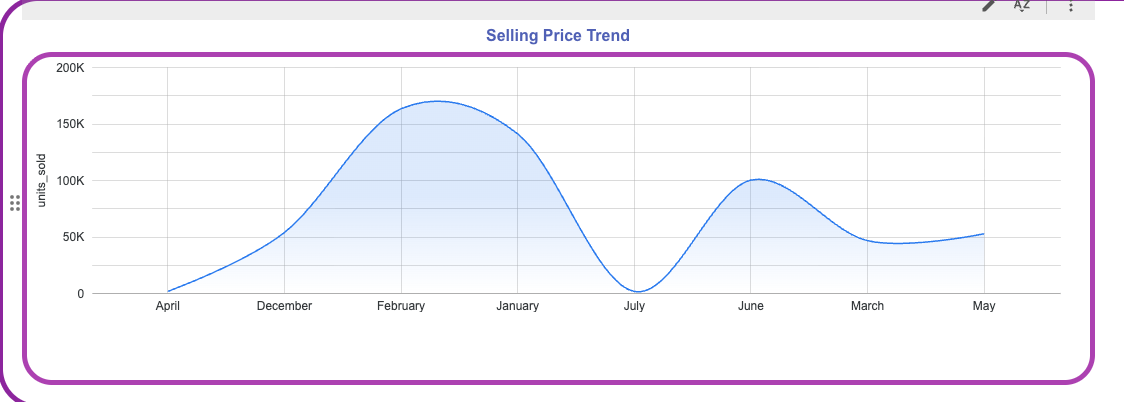 AZ
Selling Price Trend
200K
150K
100K
50K
0
units_sold
April December February January July June March May